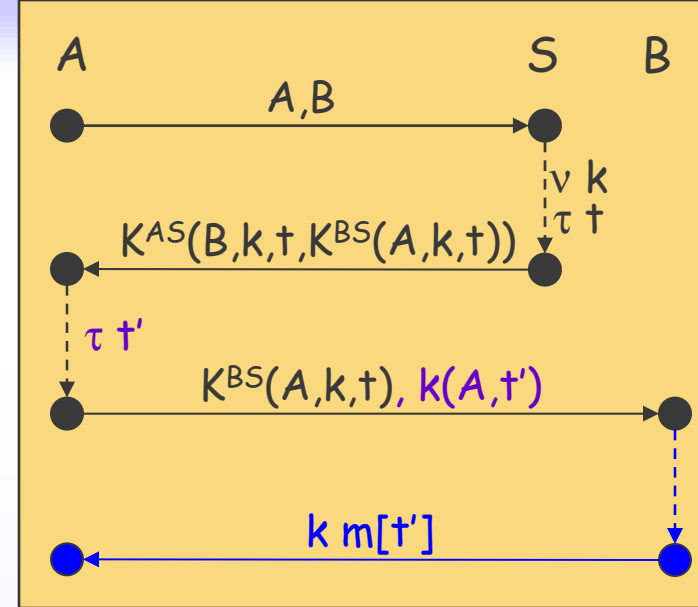 A S B
A,B
ν k
τ t
K^AS(B,k,t,K^BS(A,k,t))
τ t'
K^BS(A,k,t), k(A,t')
k m[t']